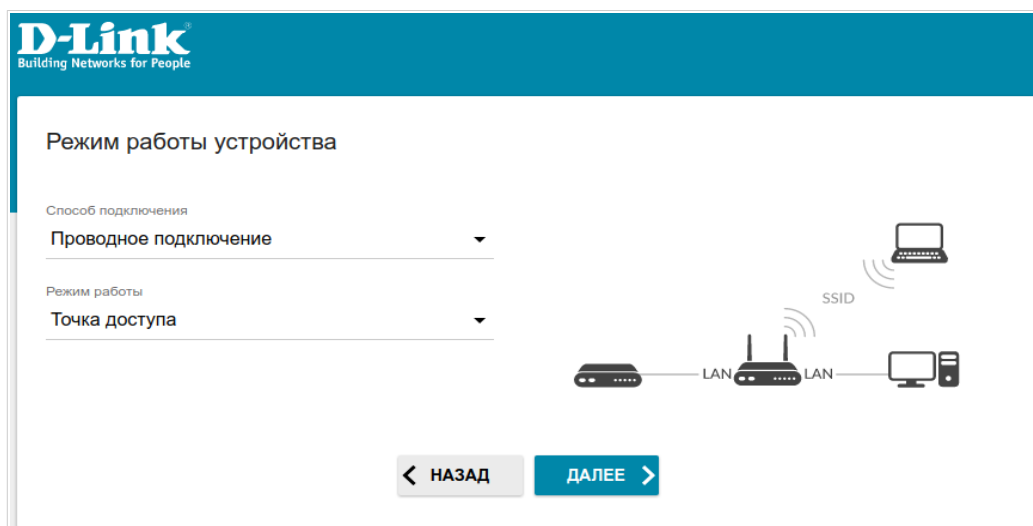 D-Link®
Building Networks for People
Режим работы устройства
Способ подключения
Проводное подключение
Режим работы
Точка доступа
SSID
LAN
LAN
НАЗАД
ДАЛЕЕ